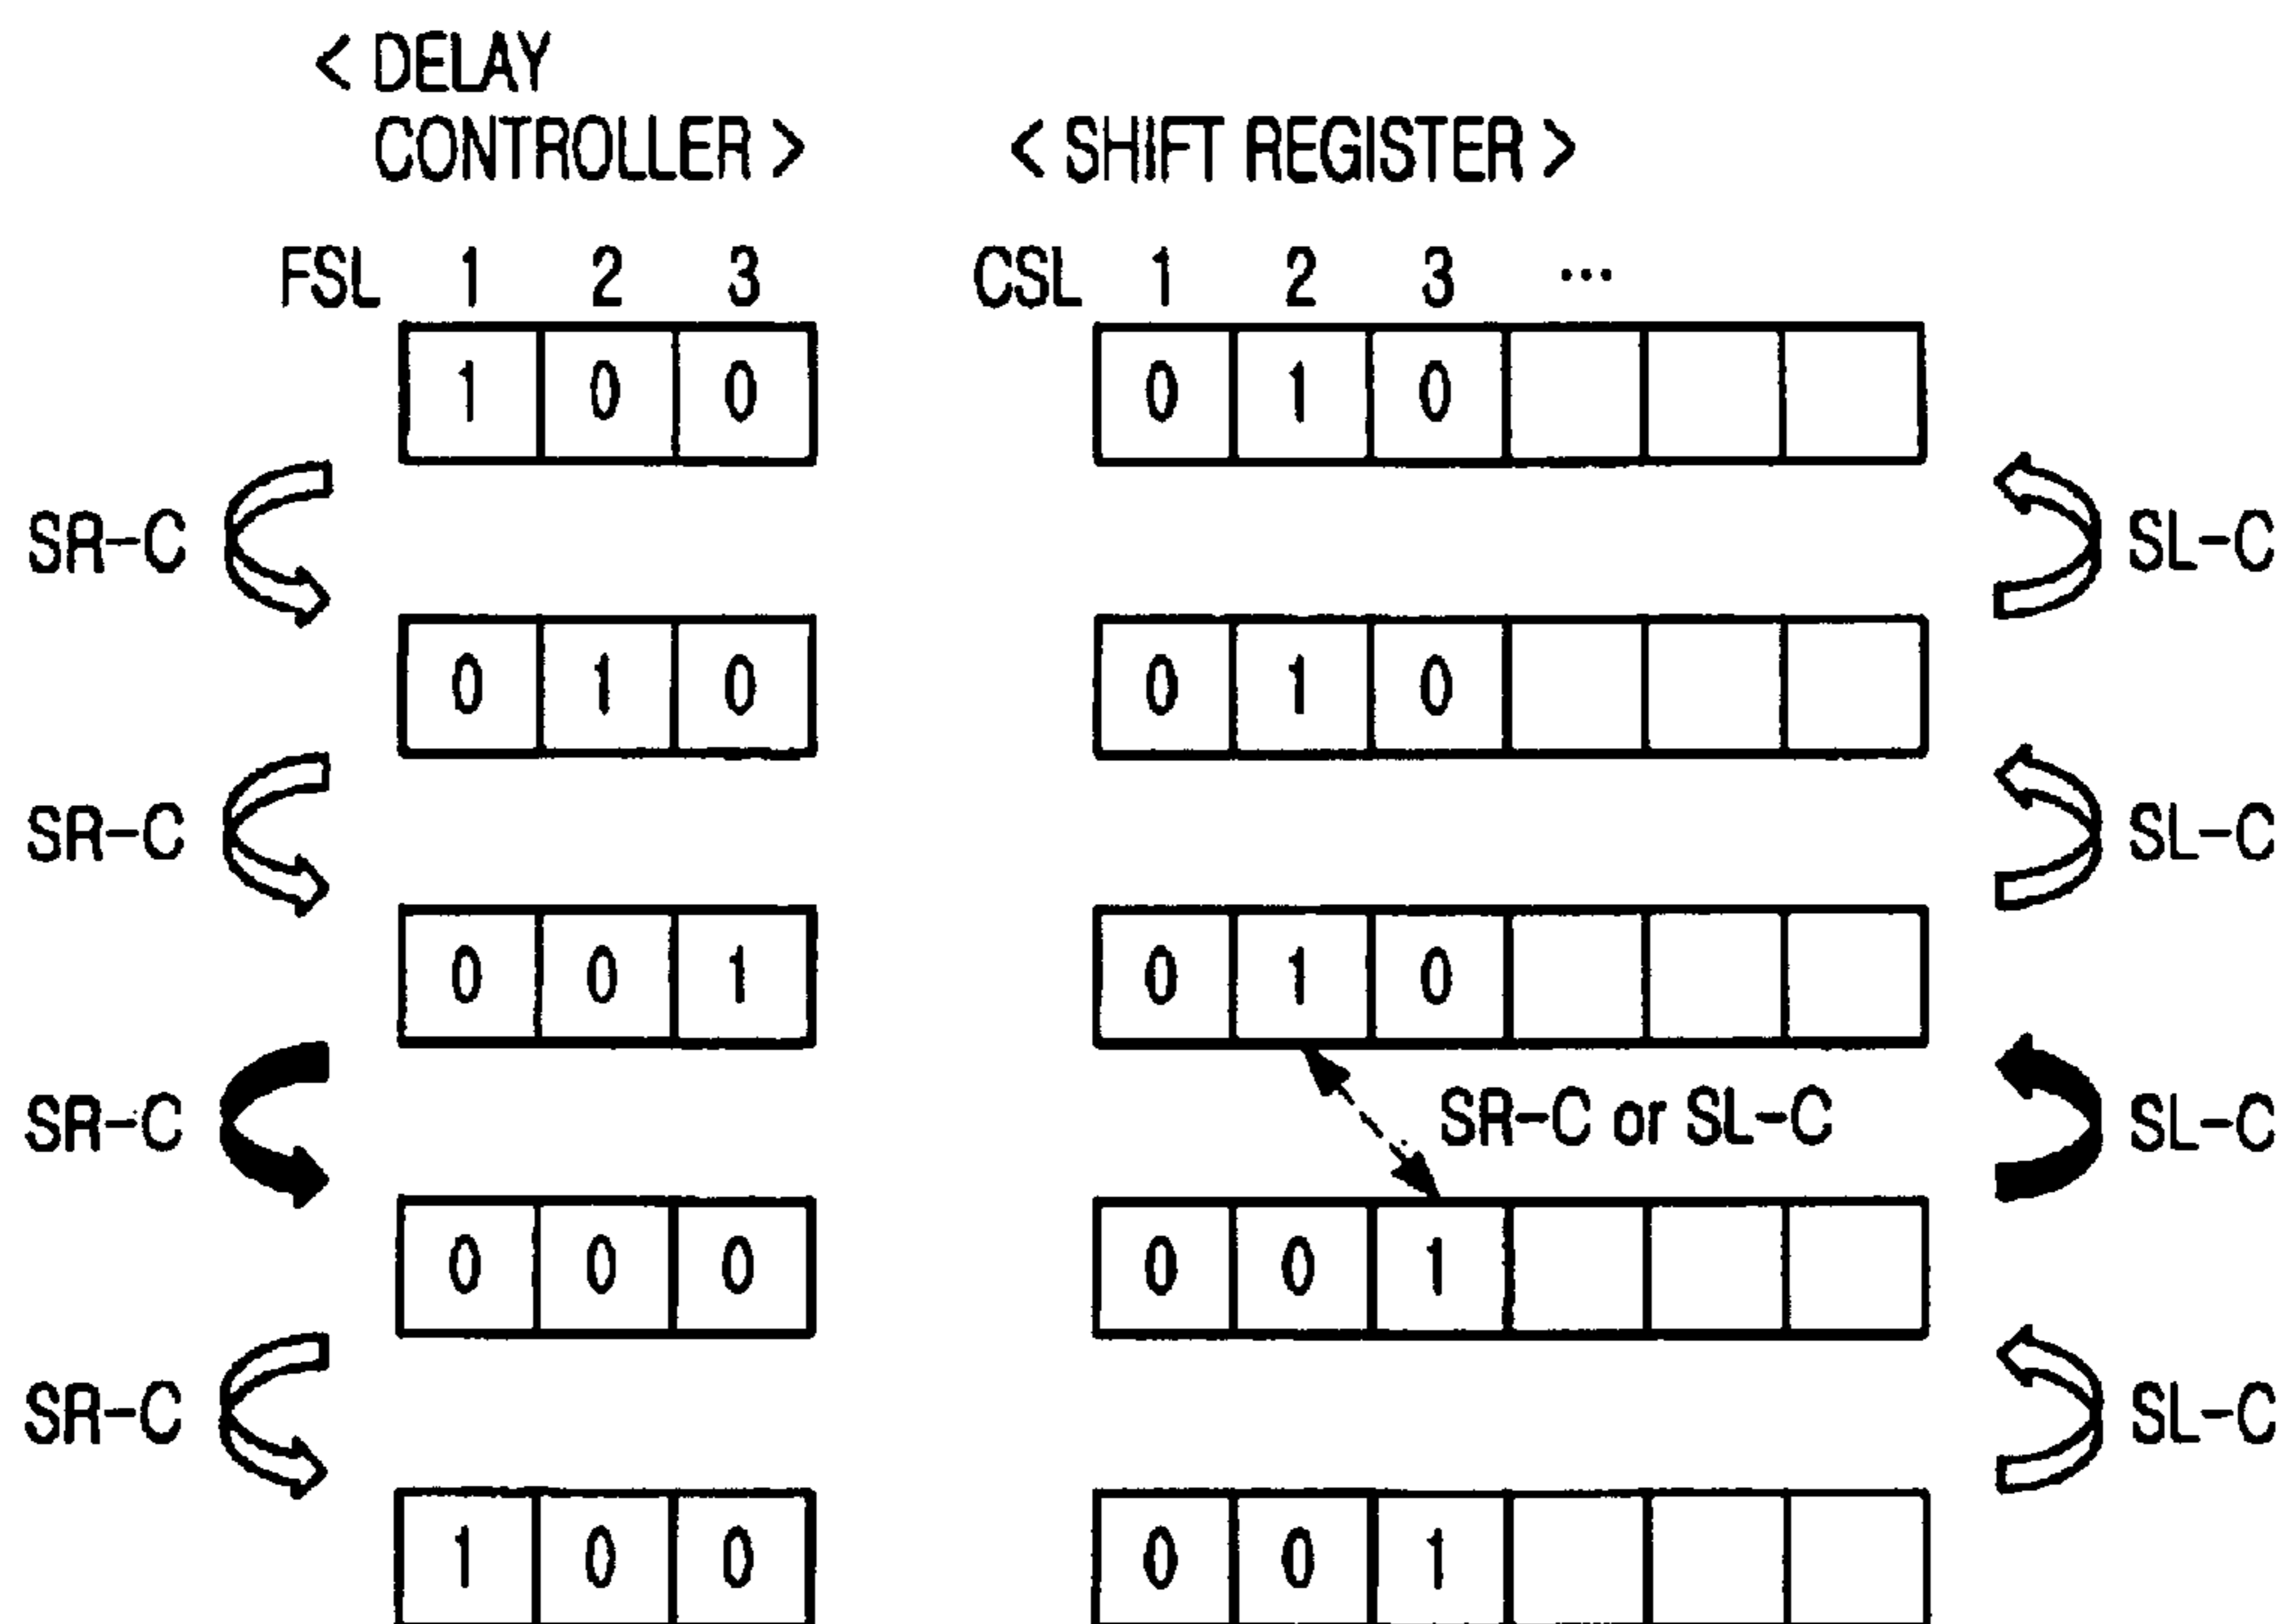 < DELAY
CONTROLLER > < SHIFT REGISTER >
FSL 1 2 3 CSL 1 2 3 ...
1 0 0 0 1 0
SR-C SL-C
0 1 0 0 1 0
SR-C SL-C
0 0 1 0 1 0
SR-C SR-C or SL-C SL-C
0 0 0 0 0 1
SR-C SL-C
1 0 0 0 0 1